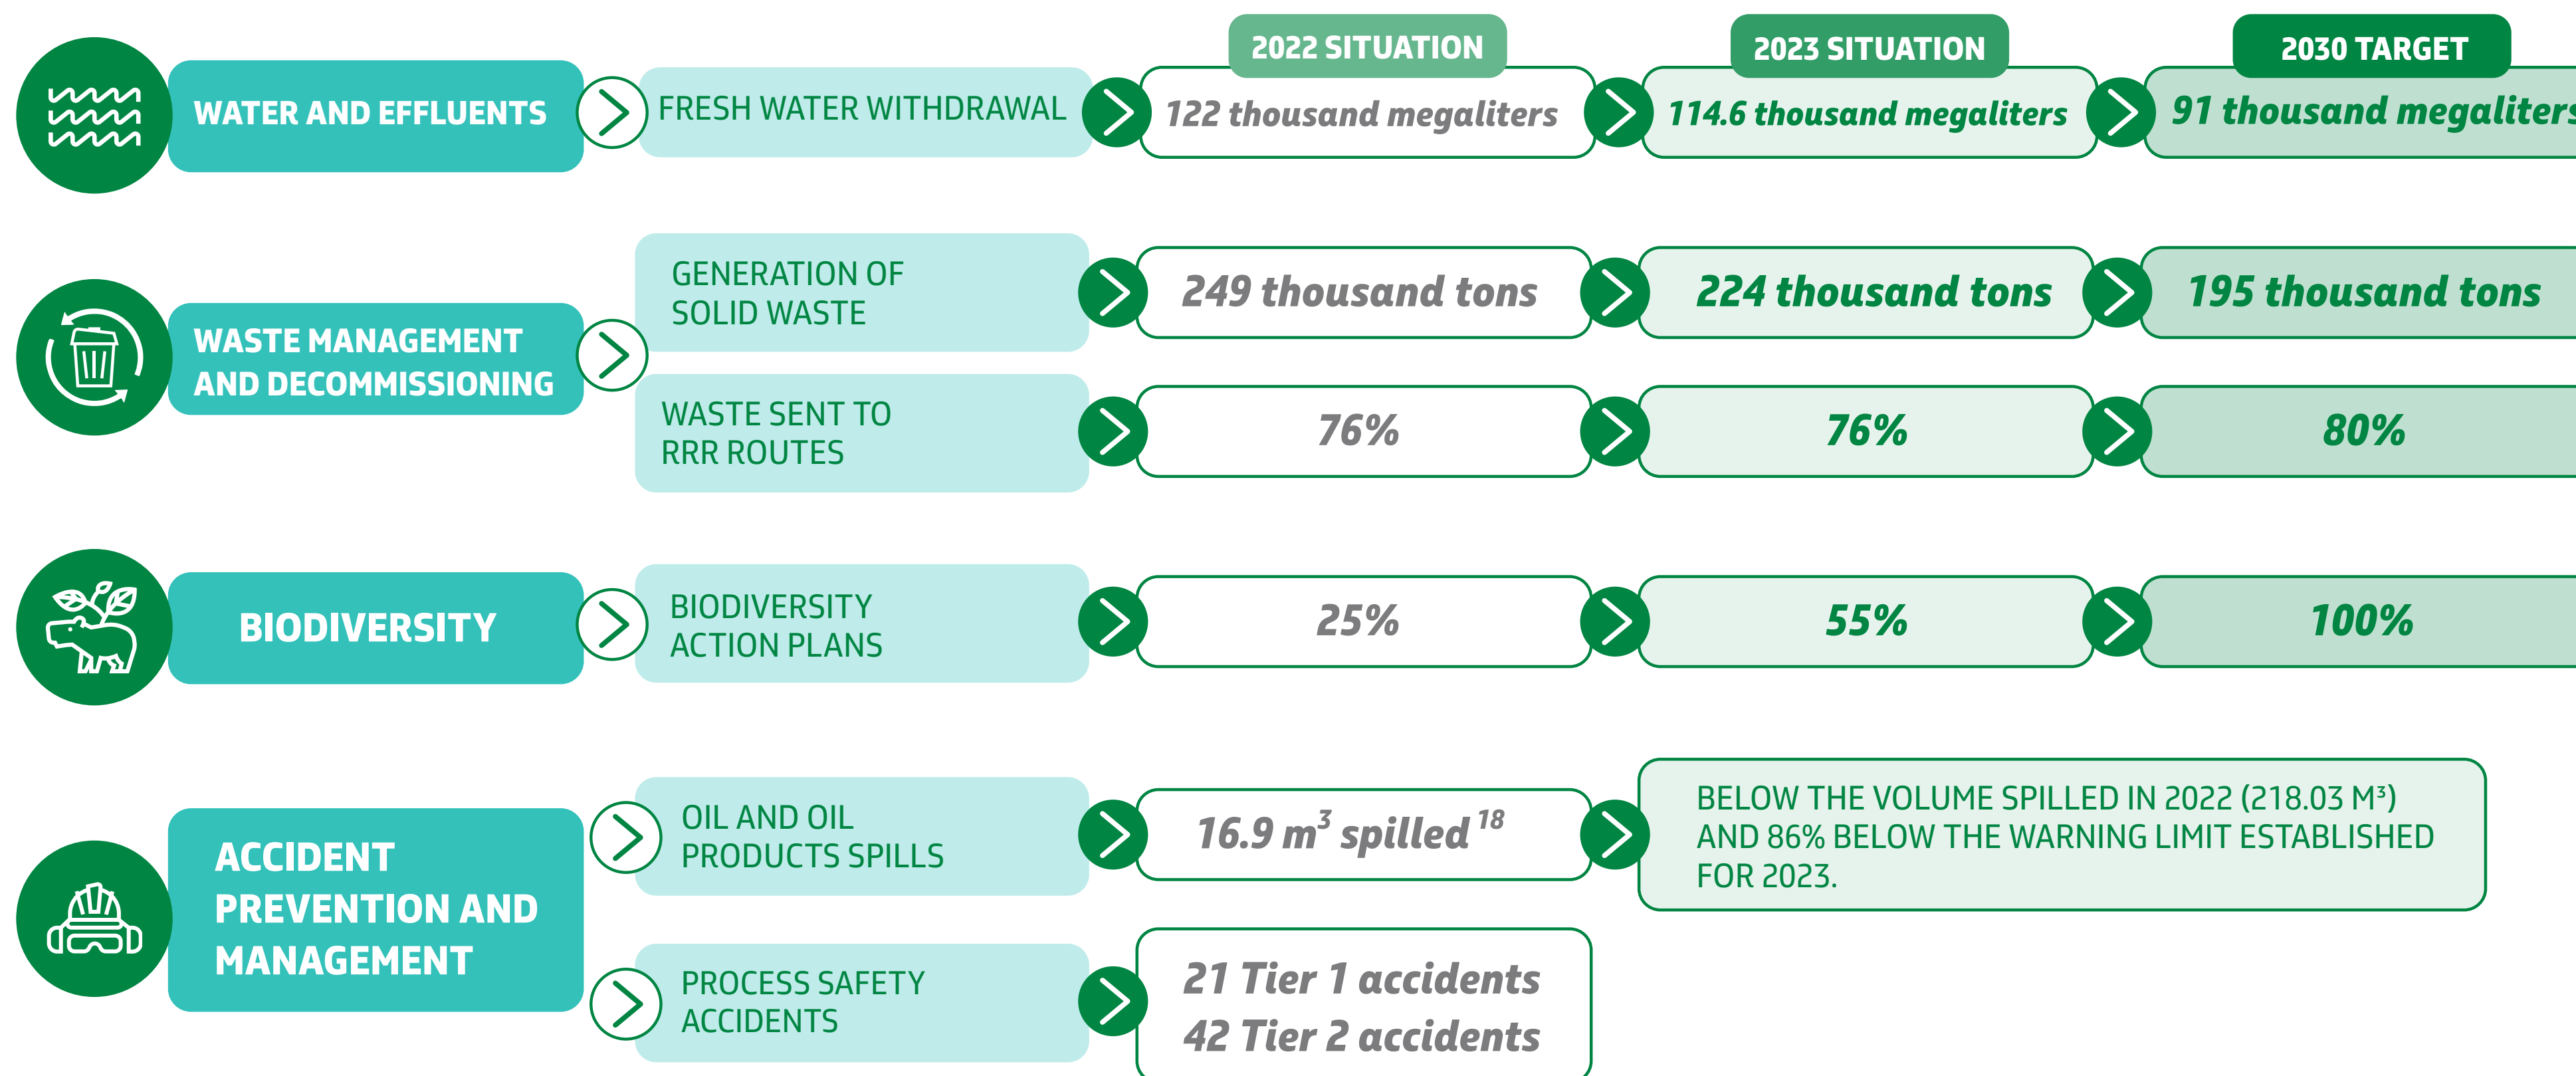 2022 SITUATION
2023 SITUATION
2030 TARGET
WATER AND EFFLUENTS
FRESH WATER WITHDRAWAL
122 thousand megaliters
114.6 thousand megaliters
91 thousand megaliters
WASTE MANAGEMENT
AND DECOMMISSIONING
GENERATION OF
SOLID WASTE
249 thousand tons
224 thousand tons
195 thousand tons
WASTE SENT TO
RRR ROUTES
76%
76%
80%
BIODIVERSITY
BIODIVERSITY
ACTION PLANS
25%
55%
100%
ACCIDENT
PREVENTION AND
MANAGEMENT
OIL AND OIL
PRODUCTS SPILLS
16.9 m³ spilled ¹⁸
BELOW THE VOLUME SPILLED IN 2022 (218.03 M³)
AND 86% BELOW THE WARNING LIMIT ESTABLISHED
FOR 2023.
PROCESS SAFETY
ACCIDENTS
21 Tier 1 accidents
42 Tier 2 accidents